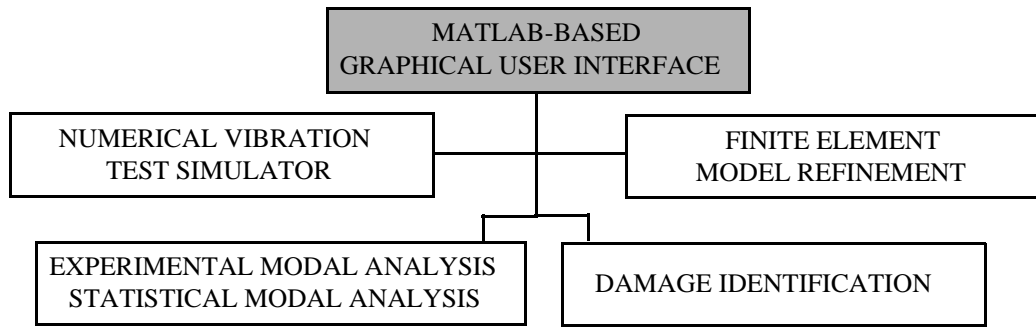 MATLAB-BASED
GRAPHICAL USER INTERFACE
NUMERICAL VIBRATION
TEST SIMULATOR
FINITE ELEMENT
MODEL REFINEMENT
EXPERIMENTAL MODAL ANALYSIS
STATISTICAL MODAL ANALYSIS
DAMAGE IDENTIFICATION